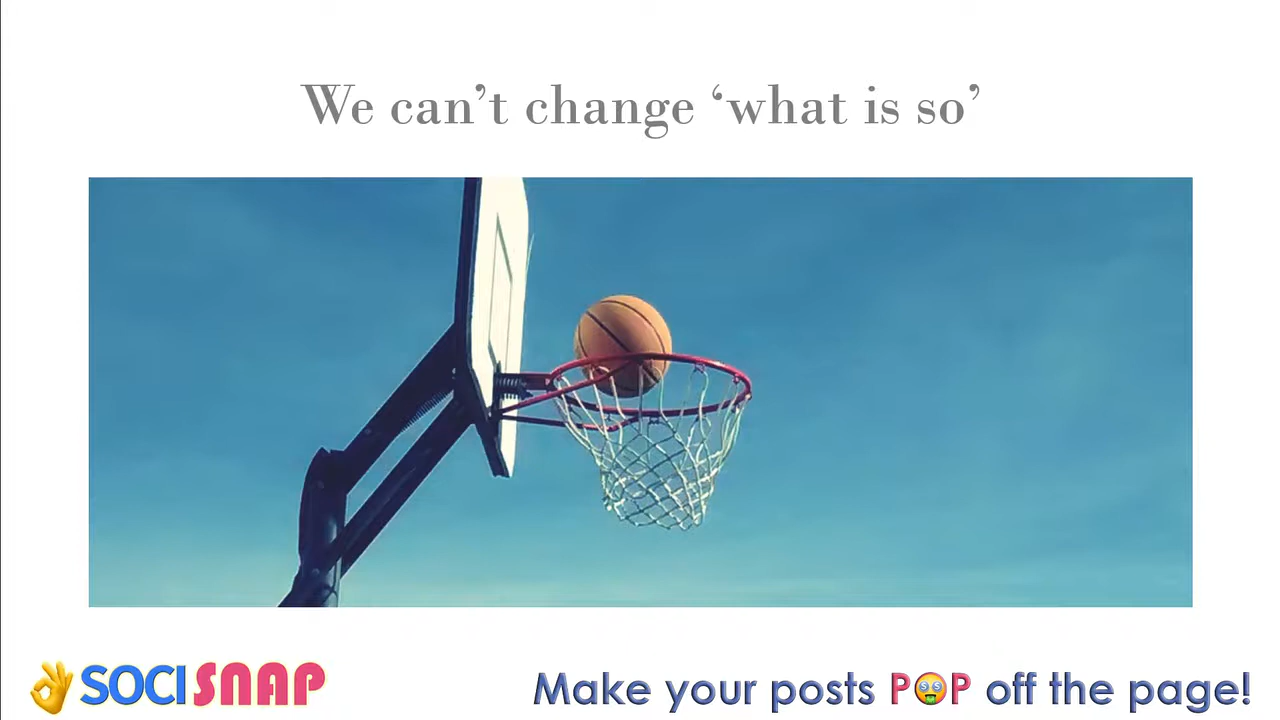 We can’t change ‘what is so’
SOCISNAP
Make your posts POP off the page!